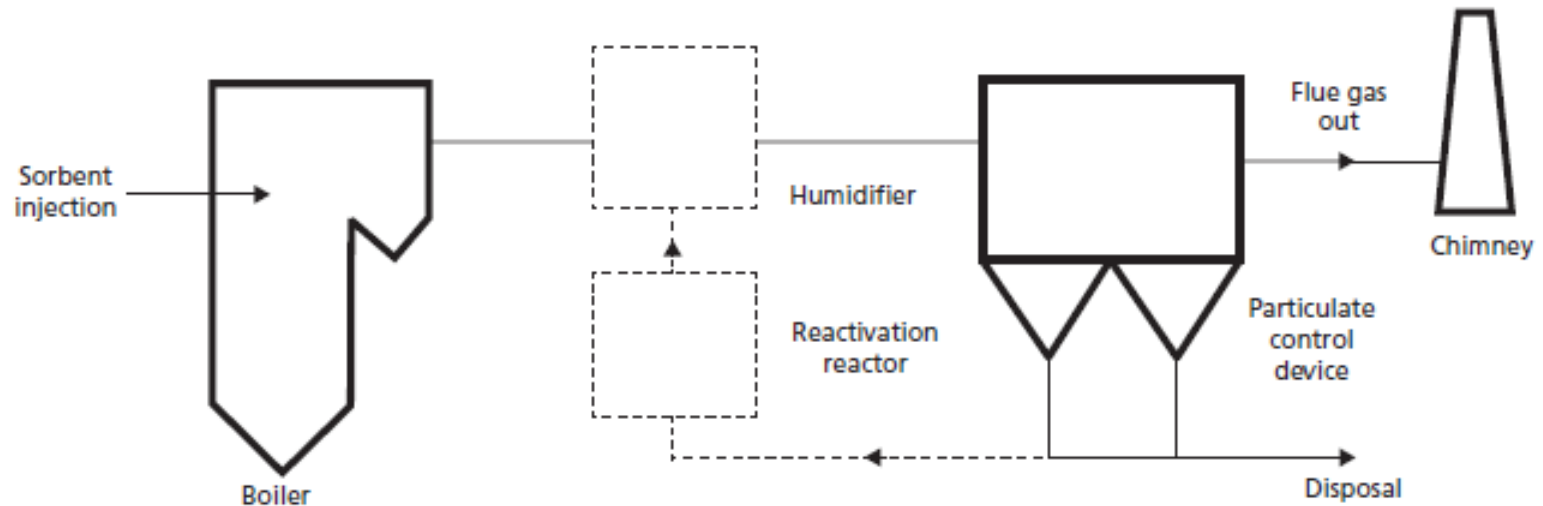 Sorbent
injection
Boiler
Humidifier
Reactivation
reactor
Flue gas
out
Chimney
Particulate
control
device
Disposal